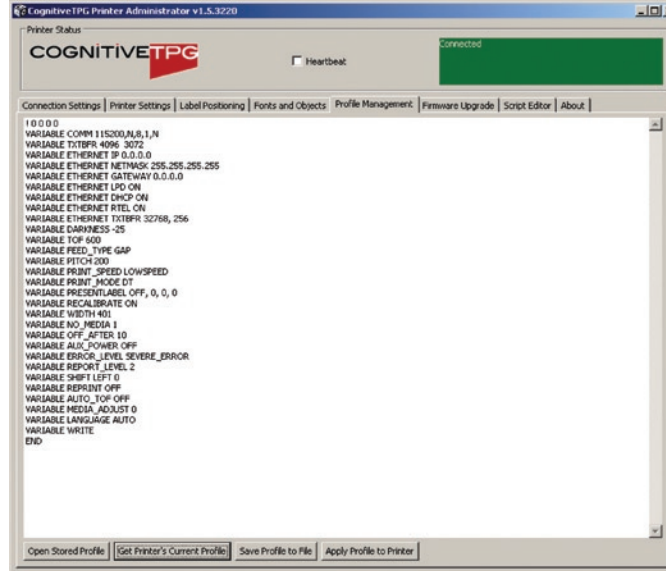 CognitiveTPG Printer Administrator v1.5.3220
Printer Status
COGNITIVETPG
Heartbeat
Connected
Connection Settings
Printer Settings
Label Positioning
Fonts and Objects
Profile Management
Firmware Upgrade
Script Editor
About
! 0 0 0 0
VARIABLE COMM 115200,N,8,1,N
VARIABLE TXTBFR 4096 3072
VARIABLE ETHERNET IP 0.0.0.0
VARIABLE ETHERNET NETMASK 255.255.255.255
VARIABLE ETHERNET GATEWAY 0.0.0.0
VARIABLE ETHERNET LPD ON
VARIABLE ETHERNET DHCP ON
VARIABLE ETHERNET RTEL ON
VARIABLE ETHERNET TXTBFR 32768, 256
VARIABLE DARKNESS -25
VARIABLE TOF 600
VARIABLE FEED_TYPE GAP
VARIABLE PITCH 200
VARIABLE PRINT_SPEED LOWSPEED
VARIABLE PRINT_MODE DT
VARIABLE PRESENTLABEL OFF, 0, 0, 0
VARIABLE RECALIBRATE ON
VARIABLE WIDTH 401
VARIABLE NO_MEDIA 1
VARIABLE OFF_AFTER 10
VARIABLE AUX_POWER OFF
VARIABLE ERROR_LEVEL SEVERE_ERROR
VARIABLE REPORT_LEVEL 2
VARIABLE SHIFT LEFT 0
VARIABLE REPRINT OFF
VARIABLE AUTO_TOF OFF
VARIABLE MEDIA_ADJUST 0
VARIABLE LANGUAGE AUTO
VARIABLE WRITE
END
Open Stored Profile
Get Printer's Current Profile
Save Profile to File
Apply Profile to Printer